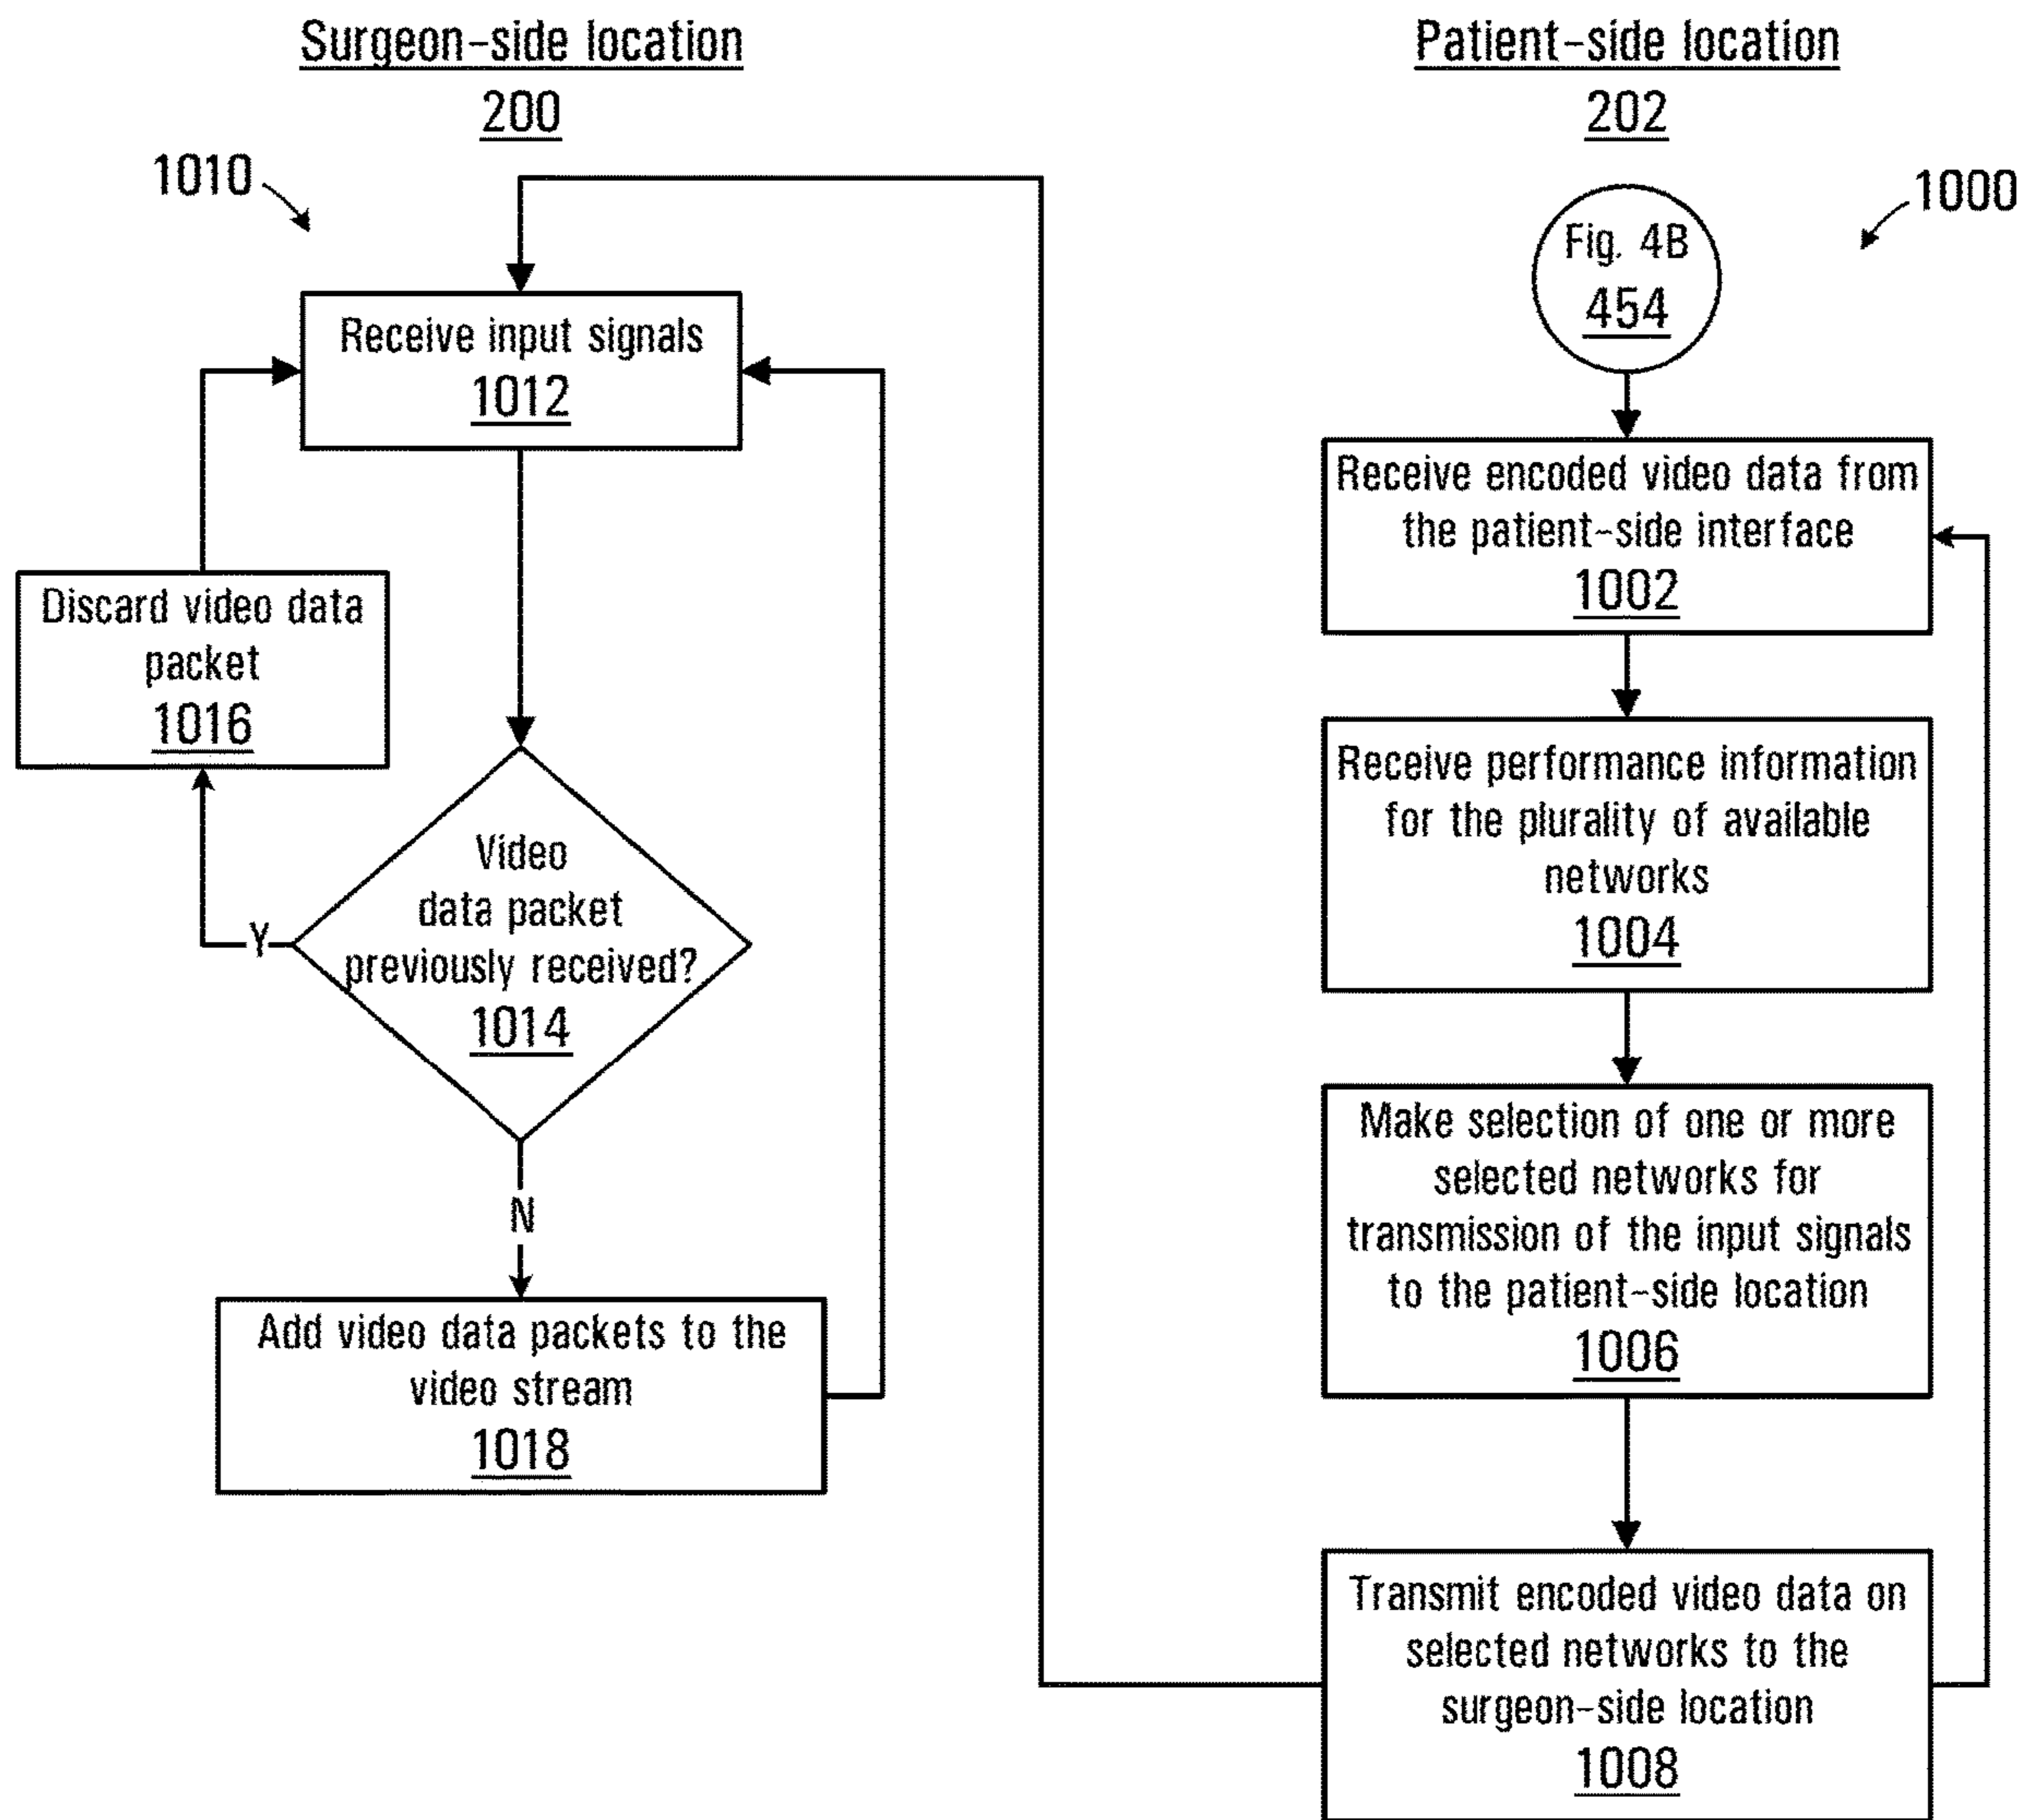 Surgeon-side location
200
1010
Receive input signals
1012
Discard video data
packet
1016
Video
data packet
previously received?
1014
Y
N
Add video data packets to the
video stream
1018
Patient-side location
202
1000
Fig. 4B
454
Receive encoded video data from
the patient-side interface
1002
Receive performance information
for the plurality of available
networks
1004
Make selection of one or more
selected networks for
transmission of the input signals
to the patient-side location
1006
Transmit encoded video data on
selected networks to the
surgeon-side location
1008